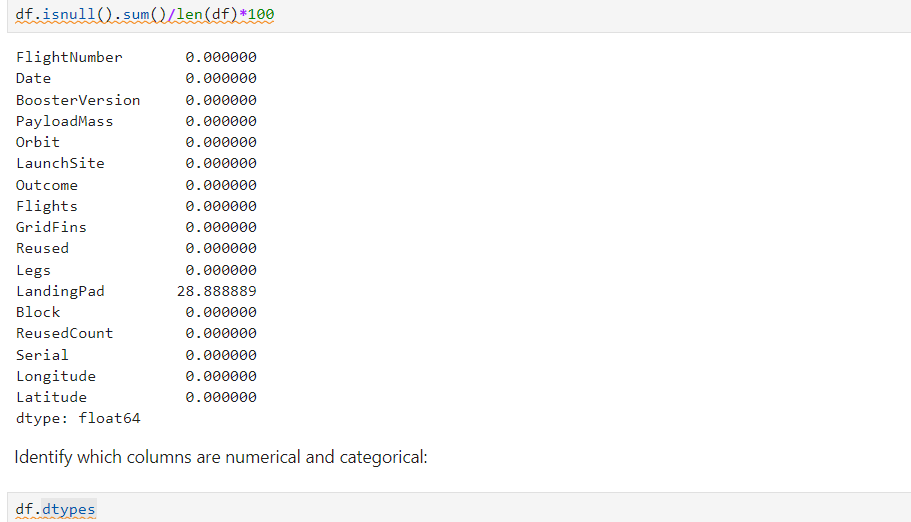 df.isnull().sum()/len(df)*100
FlightNumber 0.000000
Date 0.000000
BoosterVersion 0.000000
PayloadMass 0.000000
Orbit 0.000000
LaunchSite 0.000000
Outcome 0.000000
Flights 0.000000
GridFins 0.000000
Reused 0.000000
Legs 0.000000
LandingPad 28.888889
Block 0.000000
ReusedCount 0.000000
Serial 0.000000
Longitude 0.000000
Latitude 0.000000
dtype: float64
Identify which columns are numerical and categorical:
df.dtypes